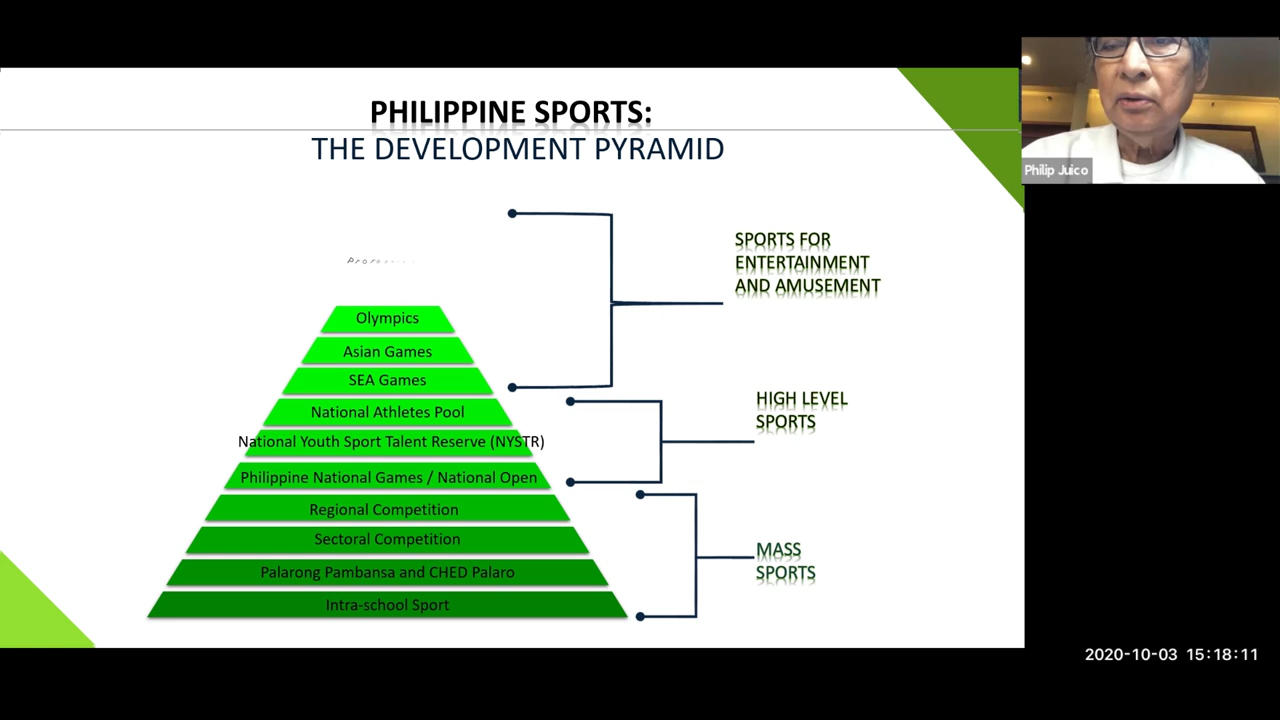 PHILIPPINE SPORTS:
THE DEVELOPMENT PYRAMID
Philip Juico
SPORTS FOR
ENTERTAINMENT
AND AMUSEMENT
Olympics
Asian Games
SEA Games
National Athletes Pool
National Youth Sport Talent Reserve (NYSTR)
Philippine National Games / National Open
Regional Competition
Sectoral Competition
Palarong Pambansa and CHED Palaro
Intra-school Sport
HIGH LEVEL
SPORTS
MASS
SPORTS
2020-10-03 15:18:11